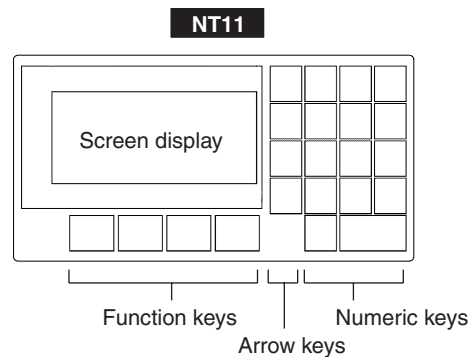 NT11
Screen display
Function keys
Numeric keys
Arrow keys